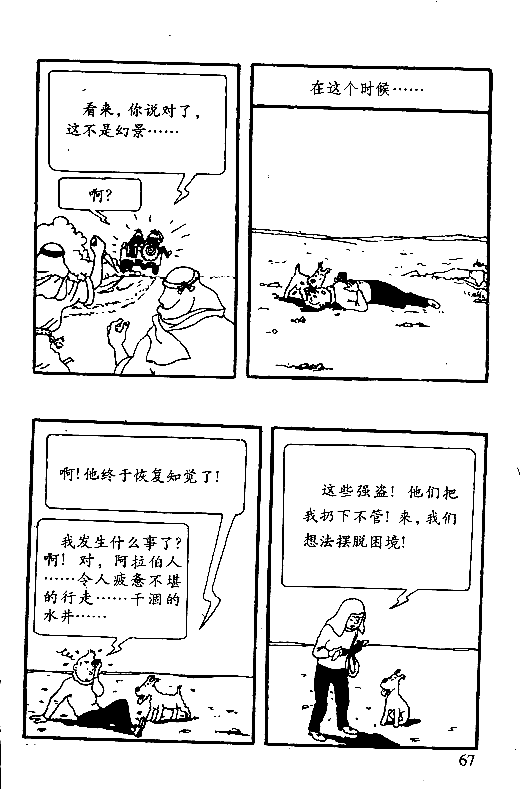 看来，你说对了，
这不是幻景……
啊？
在这个时候……
啊！他终于恢复知觉了！
我发生什么事了？
啊！对，阿拉伯人
……令人疲惫不堪
的行走……干涸的
水井……
这些强盗！他们把
我扔下不管！来，我们
想法摆脱困境！
67